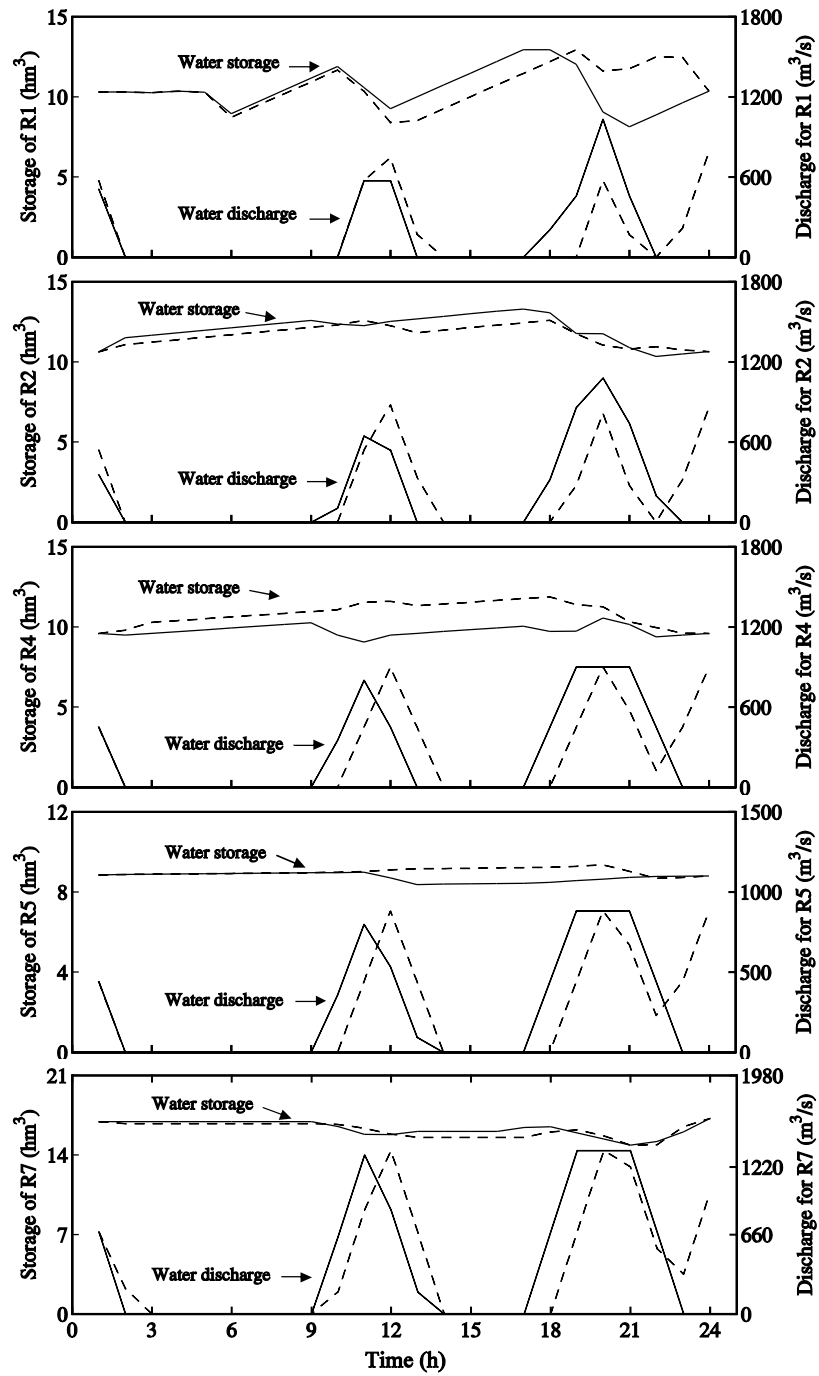 15
10
5
0
Storage of R1 (hm³)
Water storage
Water discharge
1800
1200
600
0
Discharge for R1 (m³/s)
15
10
5
0
Storage of R2 (hm³)
Water storage
Water discharge
1800
1200
600
0
Discharge for R2 (m³/s)
15
10
5
0
Storage of R4 (hm³)
Water storage
Water discharge
1800
1200
600
0
Discharge for R4 (m³/s)
12
8
4
0
Storage of R5 (hm³)
Water storage
Water discharge
1500
1000
500
0
Discharge for R5 (m³/s)
21
14
7
0
Storage of R7 (hm³)
Water storage
Water discharge
1980
1220
660
0
Discharge for R7 (m³/s)
0 3 6 9 12 15 18 21 24
Time (h)